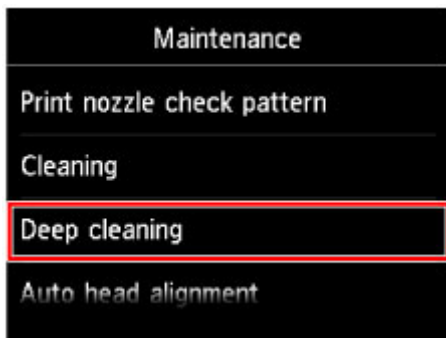 Maintenance
Print nozzle check pattern
Cleaning
Deep cleaning
Auto head alignment